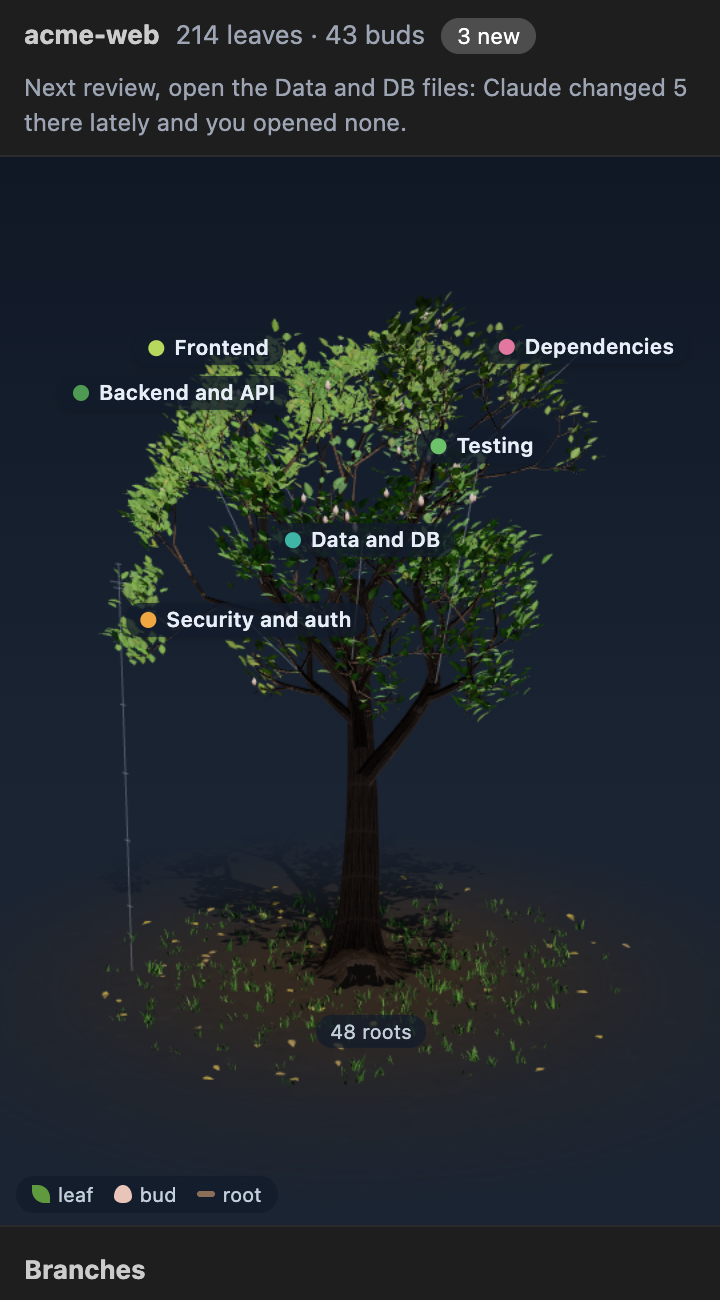 acme-web 214 leaves · 43 buds 3 new
Next review, open the Data and DB files: Claude changed 5
there lately and you opened none.
Frontend
Dependencies
Backend and API
Testing
Data and DB
Security and auth
48 roots
leaf bud root
Branches